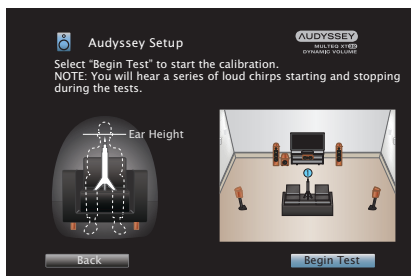 Audyssey Setup
AUDYSSEY
MULTEQ XT32
DYNAMIC VOLUME
Select “Begin Test” to start the calibration.
NOTE: You will hear a series of loud chirps starting and stopping
during the tests.
Ear Height
Back
Begin Test